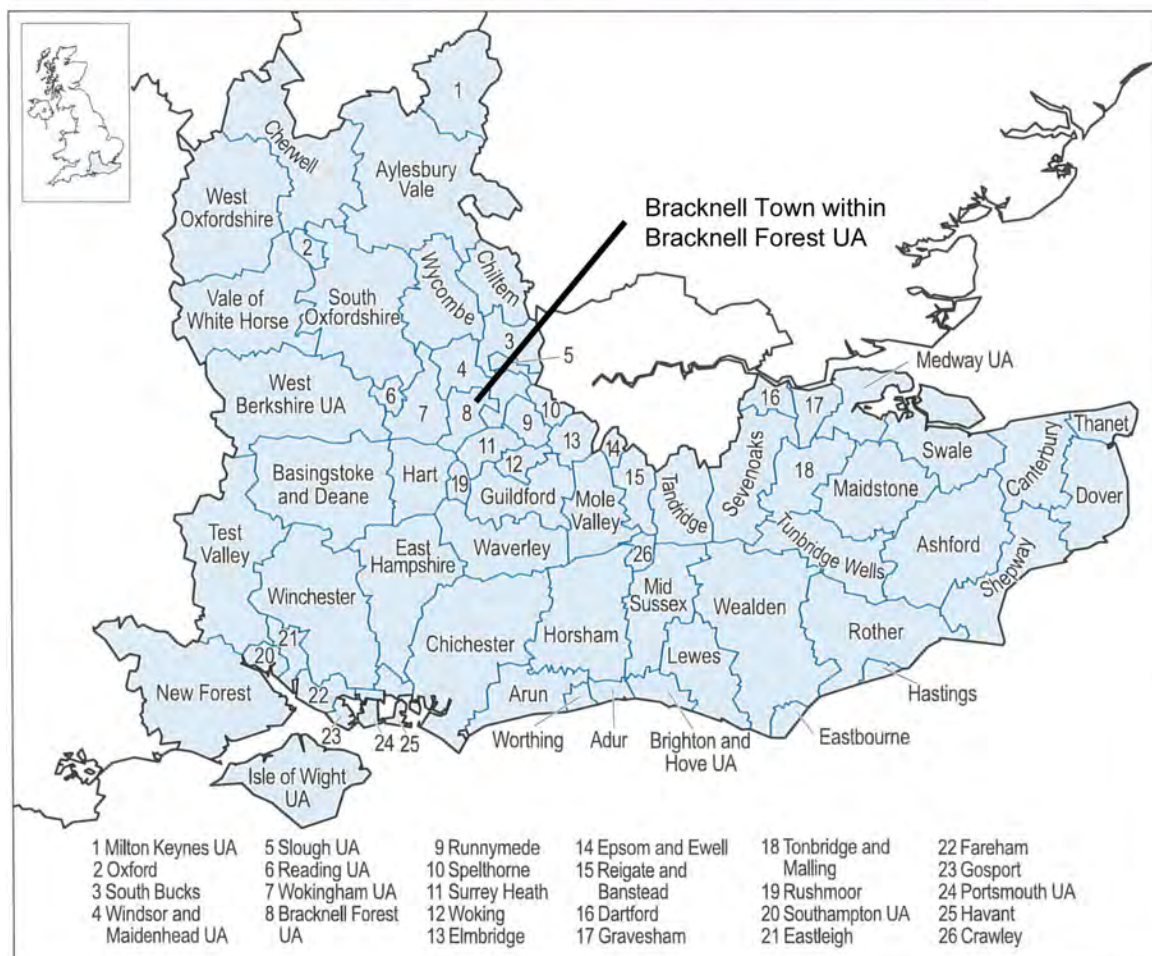 1
Cherwell
Aylesbury
Vale
West
Oxfordshire
Bracknell Town within
Bracknell Forest UA
2
Wycombe
Chiltern
Vale of
White Horse
South
Oxfordshire
3
5
4
Medway UA
West
Berkshire UA
6
7
8
9
10
16
17
Thanet
11
13
14
Swale
Canterbury
Basingstoke
and Deane
Hart
19
12
Guildford
Mole
Valley
15
Tandridge
Sevenoaks
18
Maidstone
Dover
Test
Valley
East
Hampshire
Waverley
Tunbridge Wells
Ashford
Shepway
26
Winchester
Mid
Sussex
Wealden
Chichester
Horsham
Rother
21
20
Lewes
New Forest
22
Arun
Hastings
23
24
25
Worthing
Adur
Brighton and
Hove UA
Eastbourne
Isle of Wight
UA
1 Milton Keynes UA
2 Oxford
3 South Bucks
4 Windsor and
Maidenhead UA
5 Slough UA
6 Reading UA
7 Wokingham UA
8 Bracknell Forest
UA
9 Runnymede
10 Spelthorne
11 Surrey Heath
12 Woking
13 Elmbridge
14 Epsom and Ewell
15 Reigate and
Banstead
16 Dartford
17 Gravesham
18 Tonbridge and
Malling
19 Rushmoor
20 Southampton UA
21 Eastleigh
22 Fareham
23 Gosport
24 Portsmouth UA
25 Havant
26 Crawley